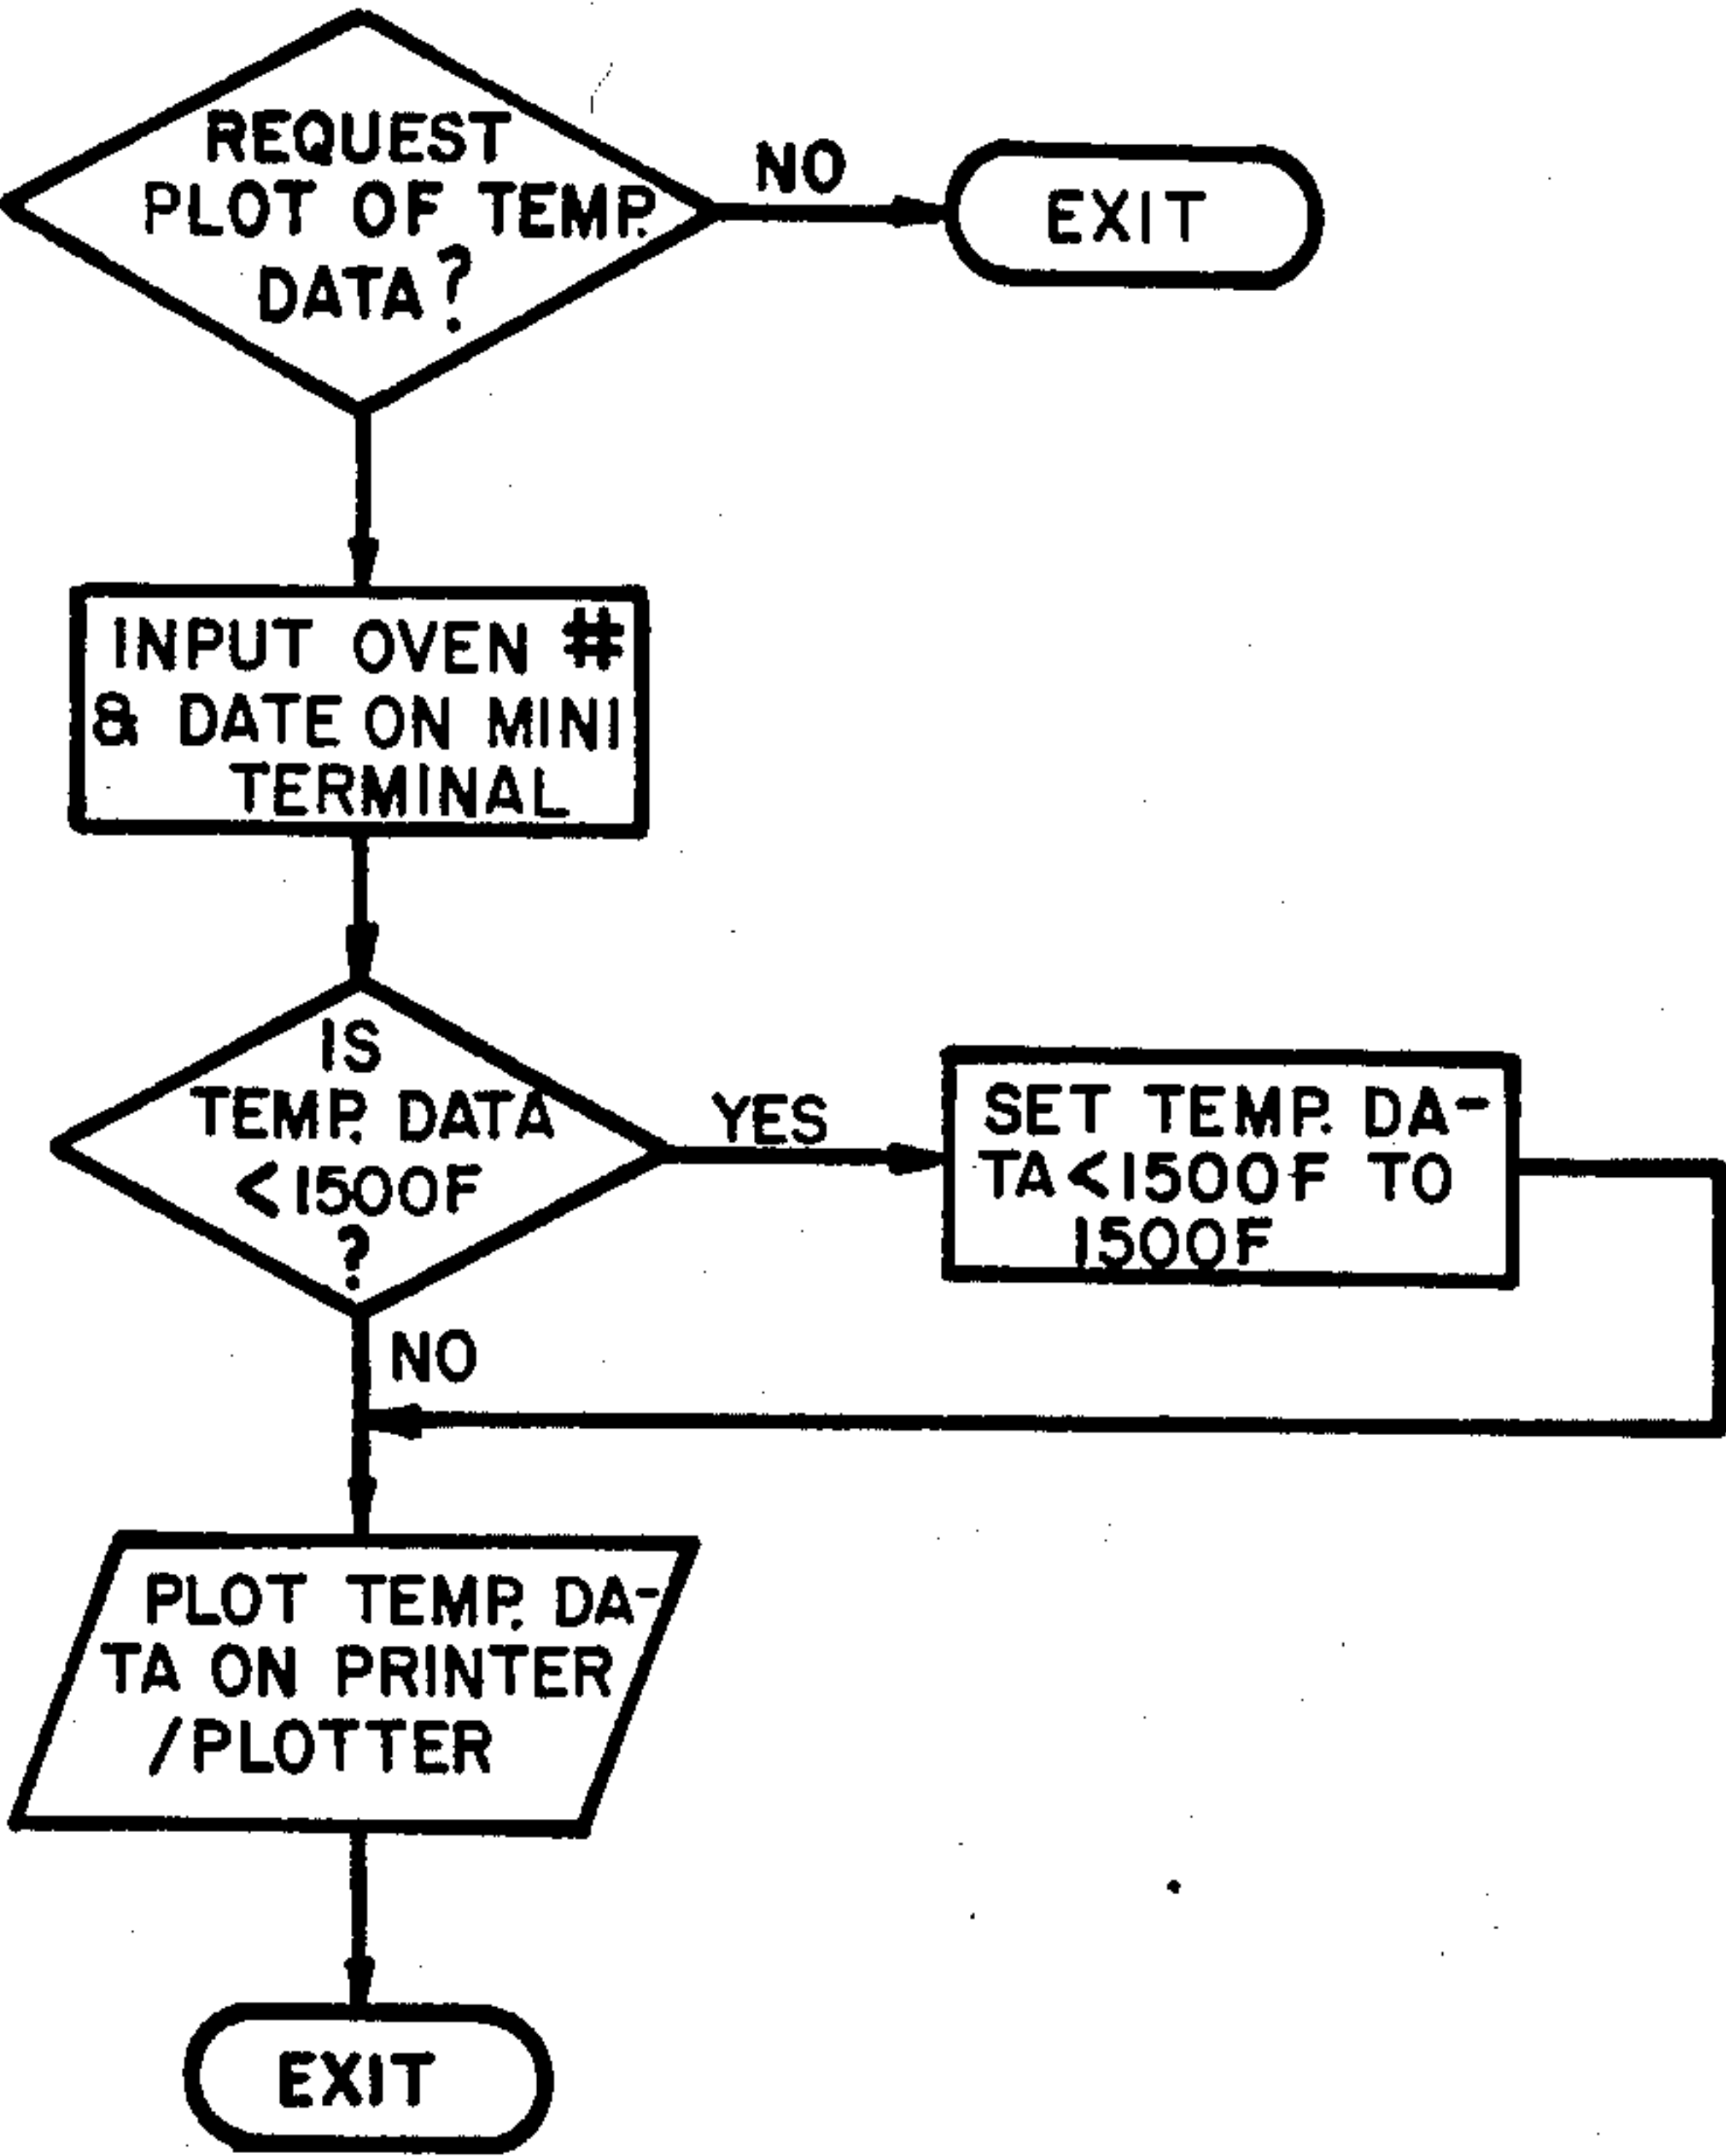 REQUEST
PLOT OF TEMP.
DATA?
NO
EXIT
INPUT OVEN #
& DATE ON MINI
TERMINAL
IS
TEMP. DATA
<1500F
?
YES
SET TEMP. DA-
TA<1500F TO
1500F
NO
PLOT TEMP. DA-
TA ON PRINTER
/PLOTTER
EXIT